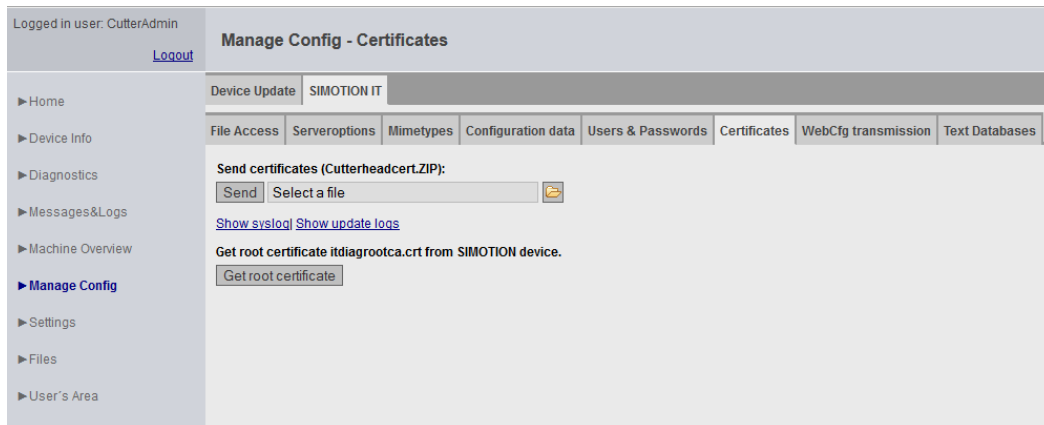 Logged in user: CutterAdmin
Logout
Manage Config - Certificates
Device Update SIMOTION IT
File Access Serveroptions Mimetypes Configuration data Users & Passwords Certificates WebCfg transmission Text Databases
►Home
►Device Info
►Diagnostics
►Messages&Logs
►Machine Overview
►Manage Config
►Settings
►Files
►User´s Area
Send certificates (Cutterheadcert.ZIP):
Send Select a file
Show syslog| Show update logs
Get root certificate itdiagrootca.crt from SIMOTION device.
Get root certificate